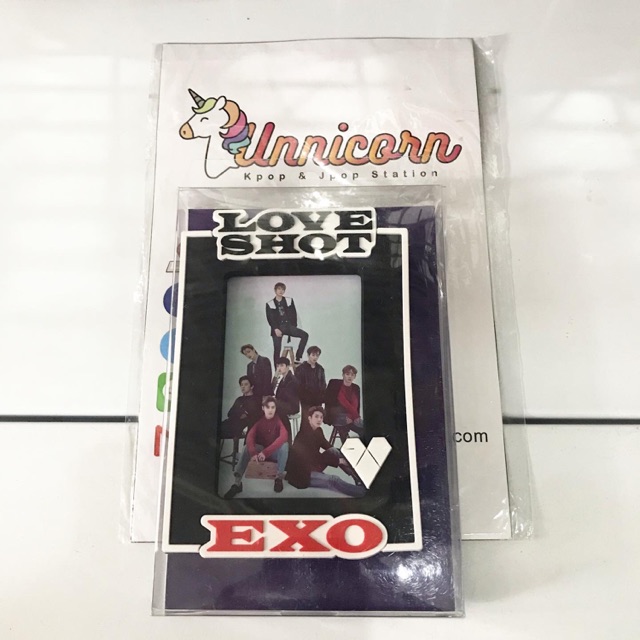 Unnicorn
Kpop & Jpop Station
LOVE
SHOT
EXO
com